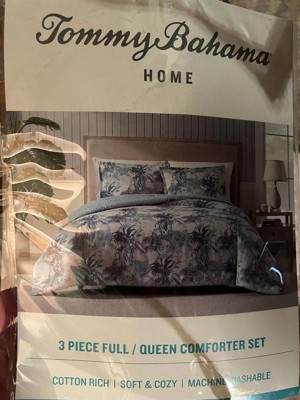 Tommy Bahama
HOME
3 PIECE FULL / QUEEN COMFORTER SET
COTTON RICH | SOFT & COZY | MACHINE WASHABLE